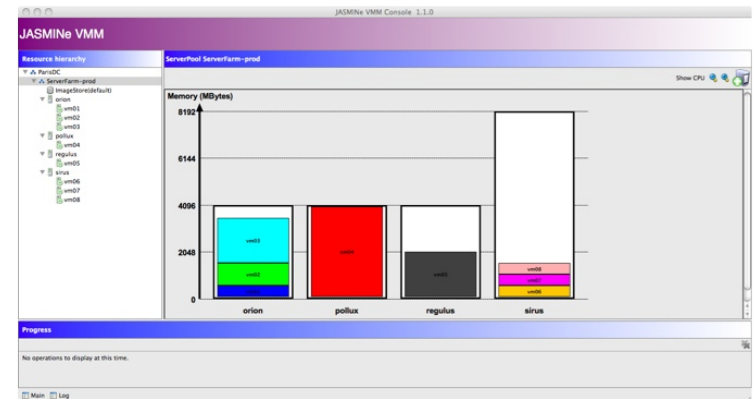 JASMINe VMM Console 1.1.0
JASMINe VMM
Resource hierarchy
ServerPool ServerFarm-prod
ParisDC
ServerFarm-prod
ImageStore(default)
orion
vm01
vm02
vm03
pollux
vm04
regulus
vm05
sirus
vm06
vm07
vm08
Show CPU
Memory (MBytes)
8192
6144
4096
2048
0
vm03
vm02
vm04
vm05
vm08
vm06
orion
pollux
regulus
sirus
Progress
No operations to display at this time.
Main
Log